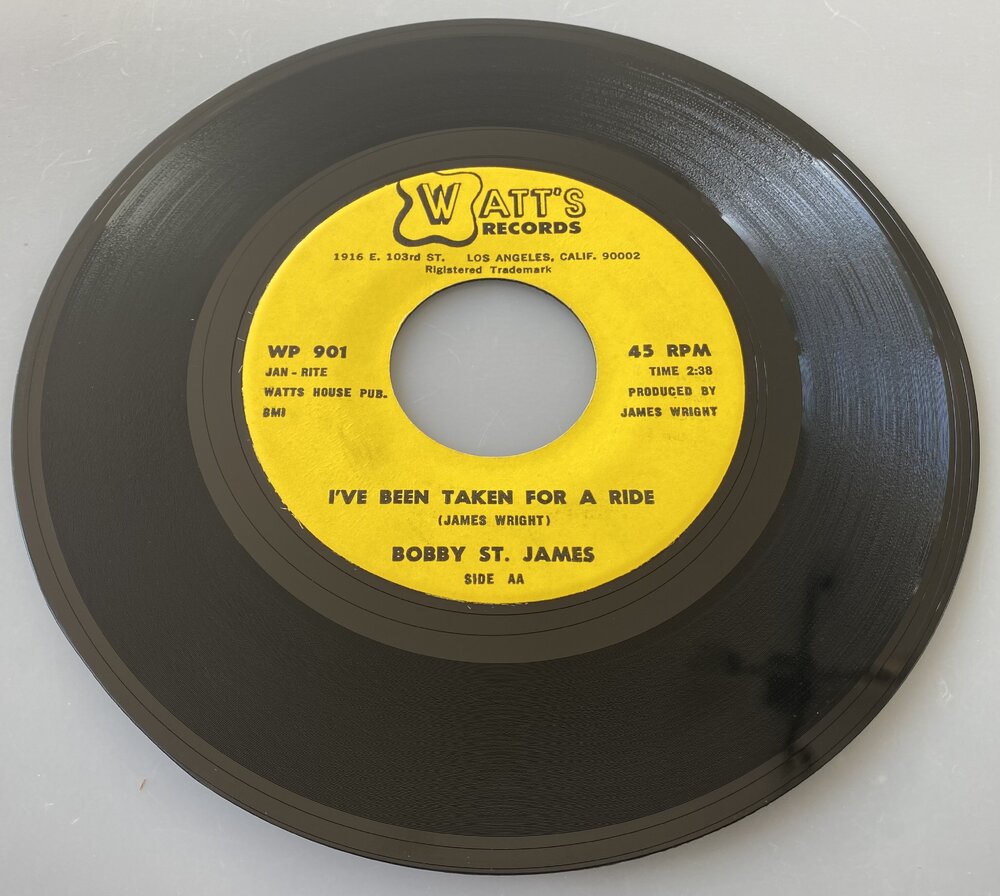 WATT'S
RECORDS
1916 E. 103rd ST. LOS ANGELES, CALIF. 90002
Rigistered Trademark
WP 901
JAN-RITE
WATTS HOUSE PUB.
BMI
45 RPM
TIME 2:38
PRODUCED BY
JAMES WRIGHT
I'VE BEEN TAKEN FOR A RIDE
(JAMES WRIGHT)
BOBBY ST. JAMES
SIDE AA